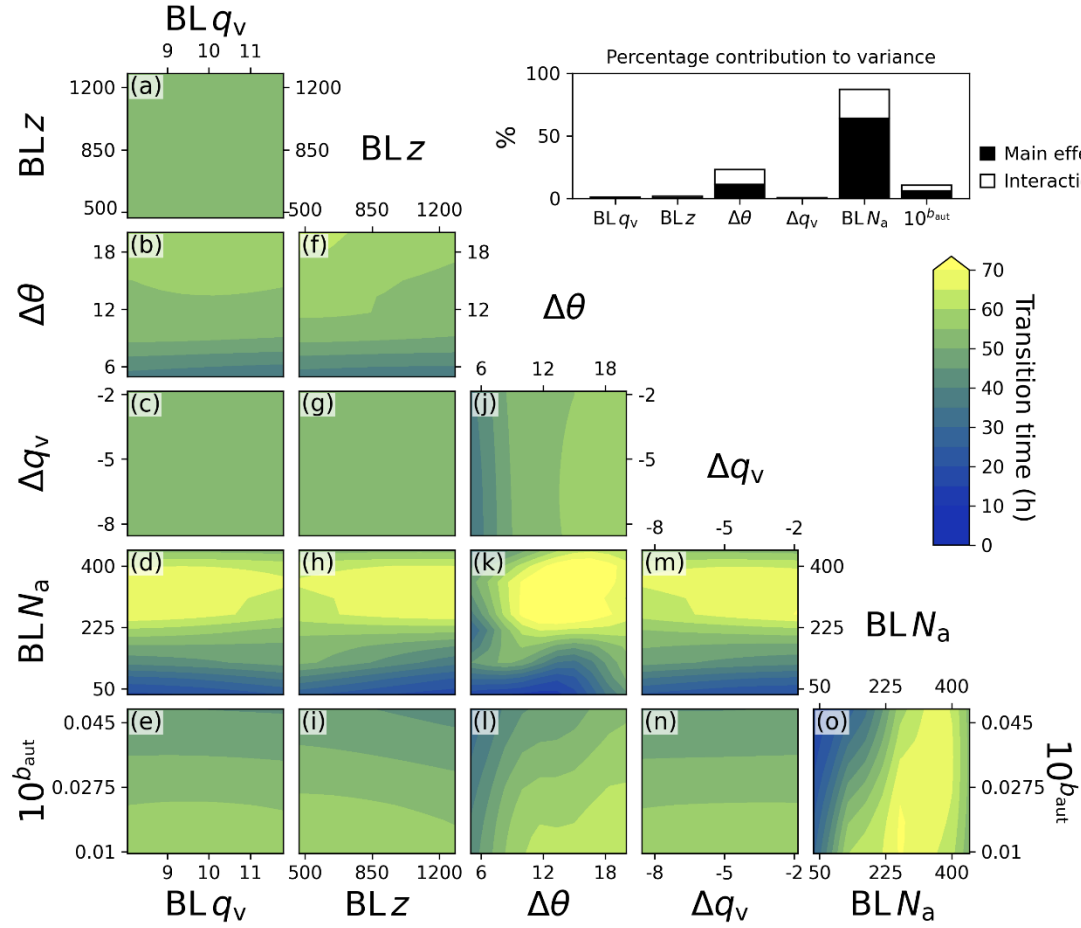 BL qv
9 10 11
Percentage contribution to variance
100
50
0
%
BL qv BL z Δθ Δqv BL Na 10^baut
Main effe
Interacti
(a)
1200
850
500
BL z
1200
850
500
BL z
500 850 1200
(b)
(f)
18
12
6
Δθ
18
12
6
Δθ
6 12 18
70
60
50
40
30
20
10
0
Transition time (h)
(c)
(g)
(j)
-2
-5
-8
Δqv
-2
-5
-8
Δqv
-8 -5 -2
(d)
(h)
(k)
(m)
400
225
50
BL Na
400
225
50
BL Na
50 225 400
(e)
(i)
(l)
(n)
(o)
0.045
0.0275
0.01
10^baut
0.045
0.0275
0.01
10^baut
9 10 11
500 850 1200
6 12 18
-8 -5 -2
50 225 400
BL qv
BL z
Δθ
Δqv
BL Na